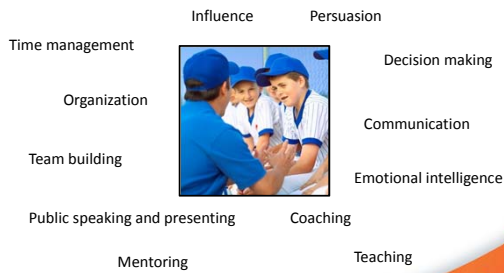 Influence
Persuasion
Time management
Decision making
Organization
Communication
Team building
Emotional intelligence
Public speaking and presenting
Coaching
Mentoring
Teaching